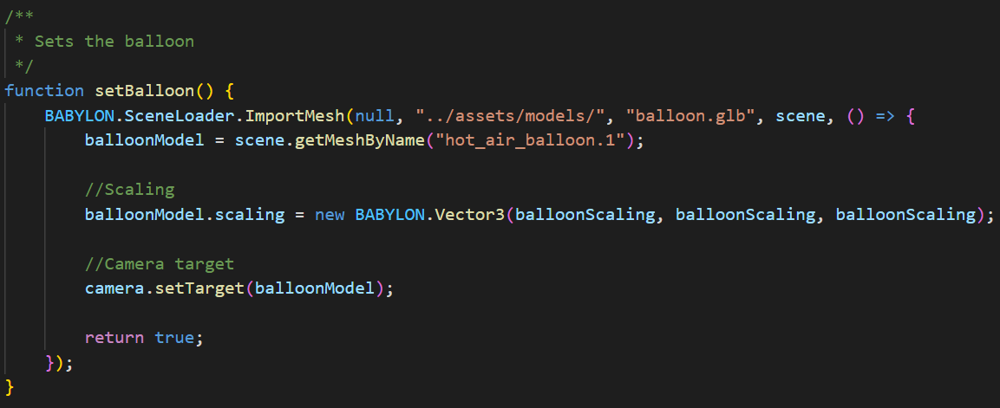 /**
 * Sets the balloon
 */
function setBalloon() {
    BABYLON.SceneLoader.ImportMesh(null, "../assets/models/", "balloon.glb", scene, () => {
        balloonModel = scene.getMeshByName("hot_air_balloon.1");

        //Scaling
        balloonModel.scaling = new BABYLON.Vector3(balloonScaling, balloonScaling, balloonScaling);

        //Camera target
        camera.setTarget(balloonModel);

        return true;
    });
}